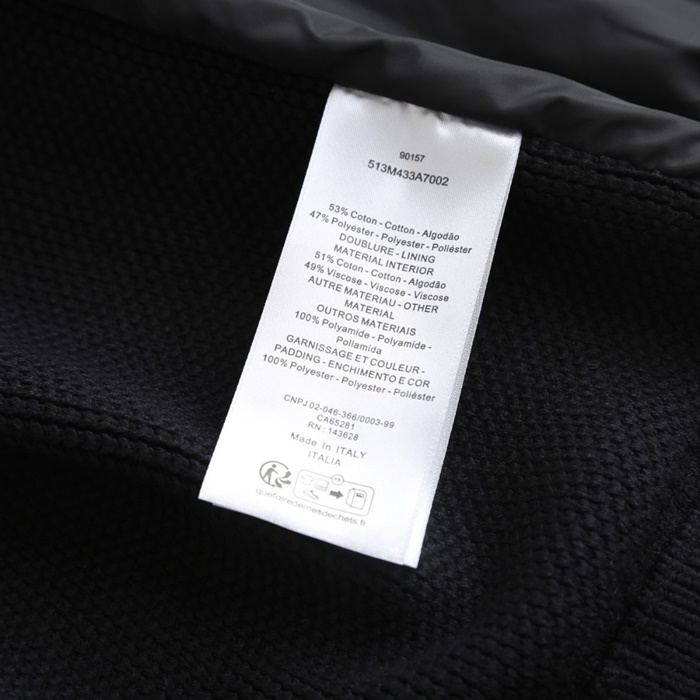 90157
513M433A7002
53% Coton - Cotton - Algodão
47% Polyester - Polyester - Poliéster
DOUBLURE - LINING
MATERIAL INTERIOR
51% Coton - Cotton - Algodão
49% Viscose - Viscose - Viscose
AUTRE MATERIAU - OTHER
MATERIAL
OUTROS MATERIAIS
100% Polyamide - Polyamide -
Poliamida
GARNISSAGE ET COULEUR -
PADDING - ENCHIMENTO E COR
100% Polyester - Polyester - Poliéster
CNPJ 02-046-366/0003-99
CA65281
RN : 143628
Made In ITALY
ITALIA
quefairedemesdechets.fr